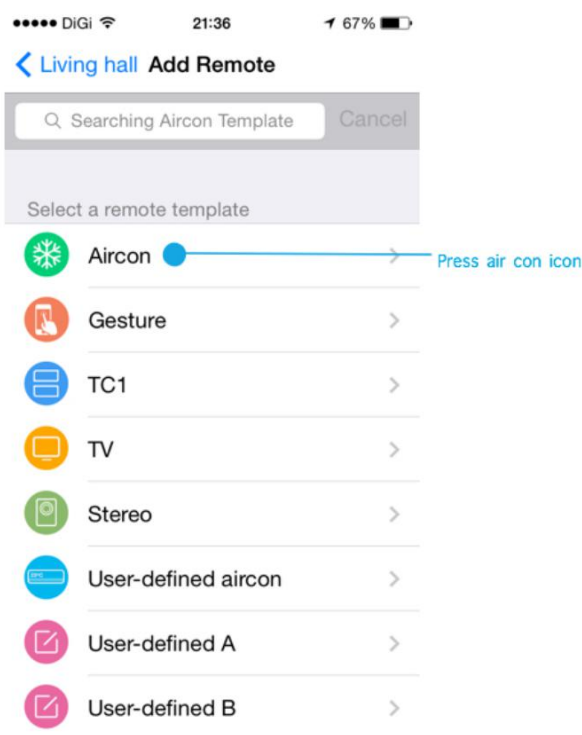 DiGi 21:36 67%
Living hall Add Remote
Searching Aircon Template Cancel
Select a remote template
Aircon
Press air con icon
Gesture
TC1
TV
Stereo
User-defined aircon
User-defined A
User-defined B